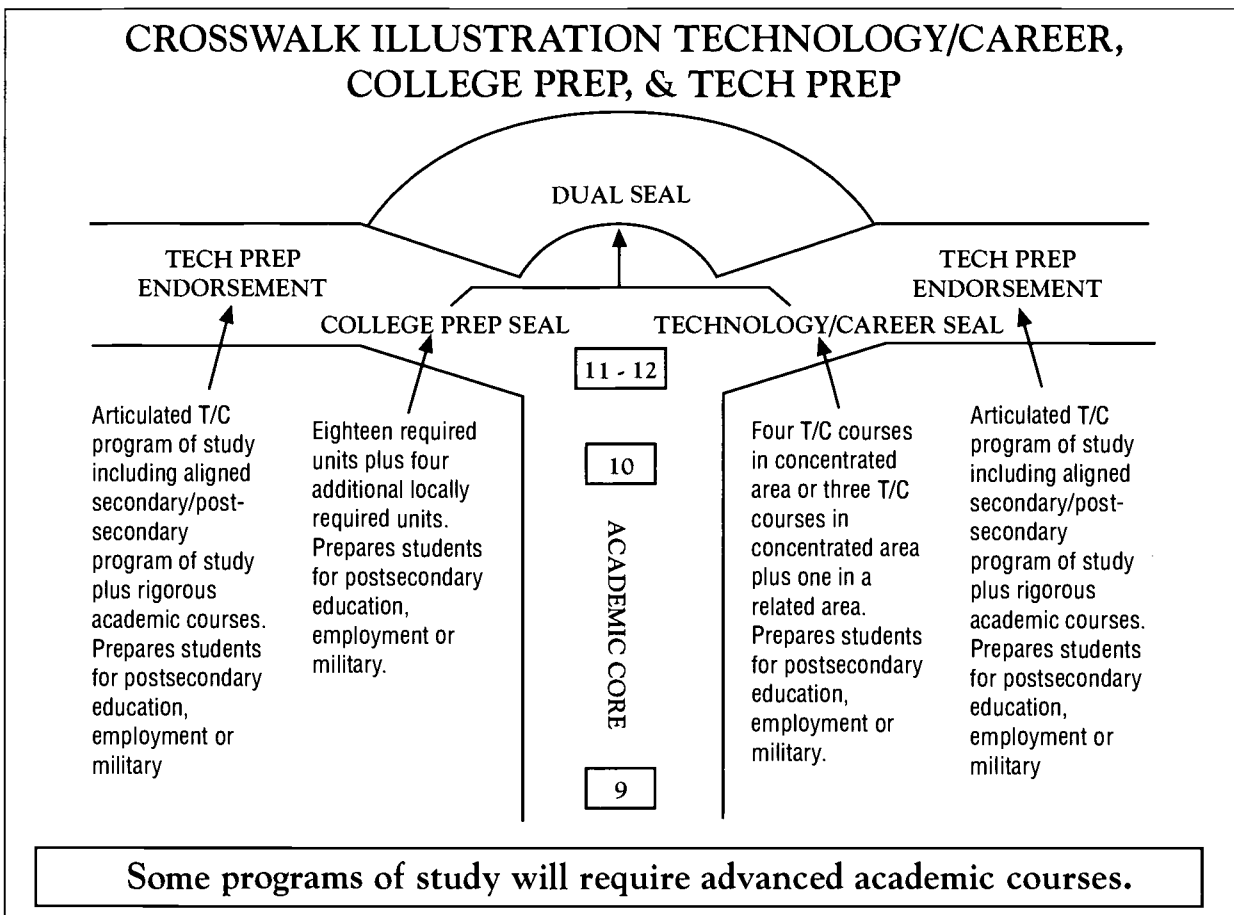 CROSSWALK ILLUSTRATION TECHNOLOGY/CAREER,
COLLEGE PREP, & TECH PREP
DUAL SEAL
TECH PREP
ENDORSEMENT
TECH PREP
ENDORSEMENT
COLLEGE PREP SEAL
TECHNOLOGY/CAREER SEAL
11 - 12
10
ACADEMIC CORE
9
Articulated T/C
program of study
including aligned
secondary/post-
secondary
program of study
plus rigorous
academic courses.
Prepares students
for postsecondary
education,
employment or
military
Eighteen required
units plus four
additional locally
required units.
Prepares students
for postsecondary
education,
employment or
military.
Four T/C courses
in concentrated
area or three T/C
courses in
concentrated area
plus one in a
related area.
Prepares students
for postsecondary
education,
employment or
military.
Articulated T/C
program of study
including aligned
secondary/post-
secondary
program of study
plus rigorous
academic courses.
Prepares students
for postsecondary
education,
employment or
military
Some programs of study will require advanced academic courses.